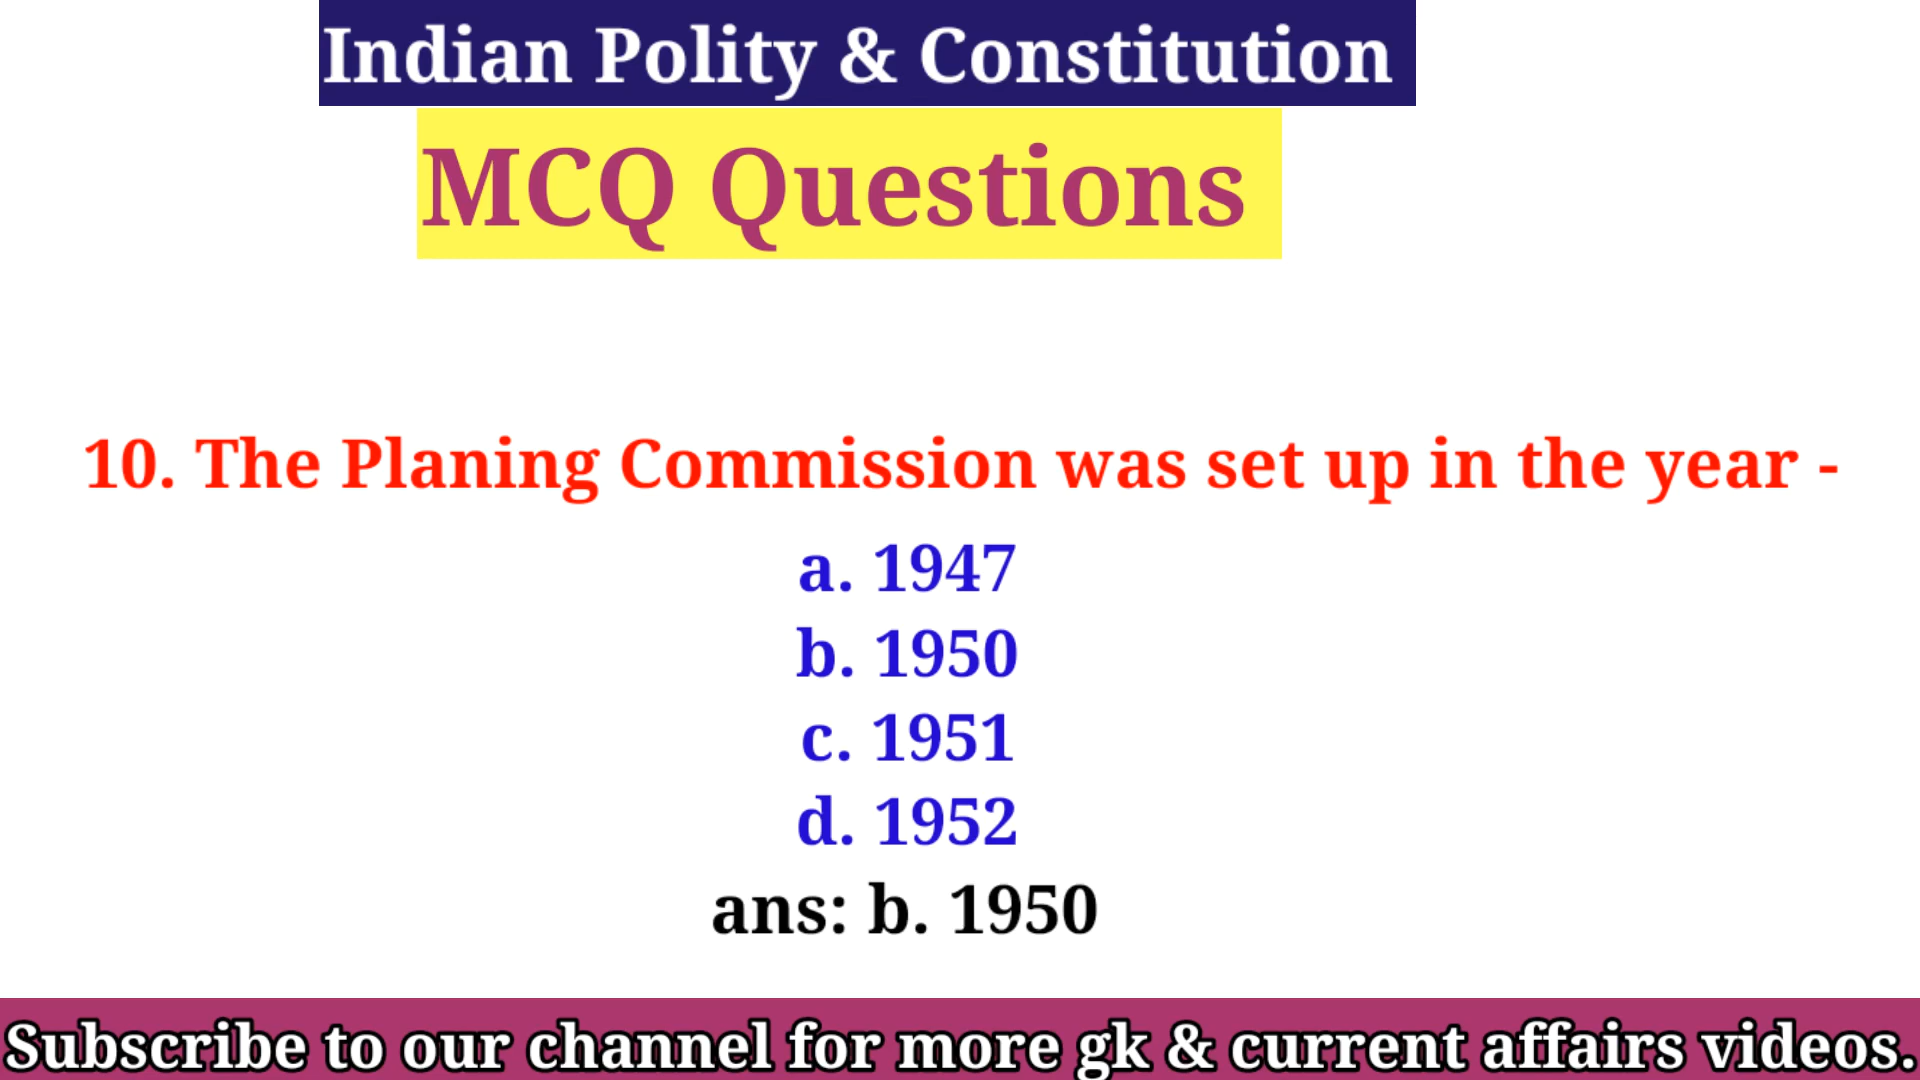 Indian Polity & Constitution
MCQ Questions
10. The Planing Commission was set up in the year -
a. 1947
b. 1950
c. 1951
d. 1952
ans: b. 1950
Subscribe to our channel for more gk & current affairs videos.